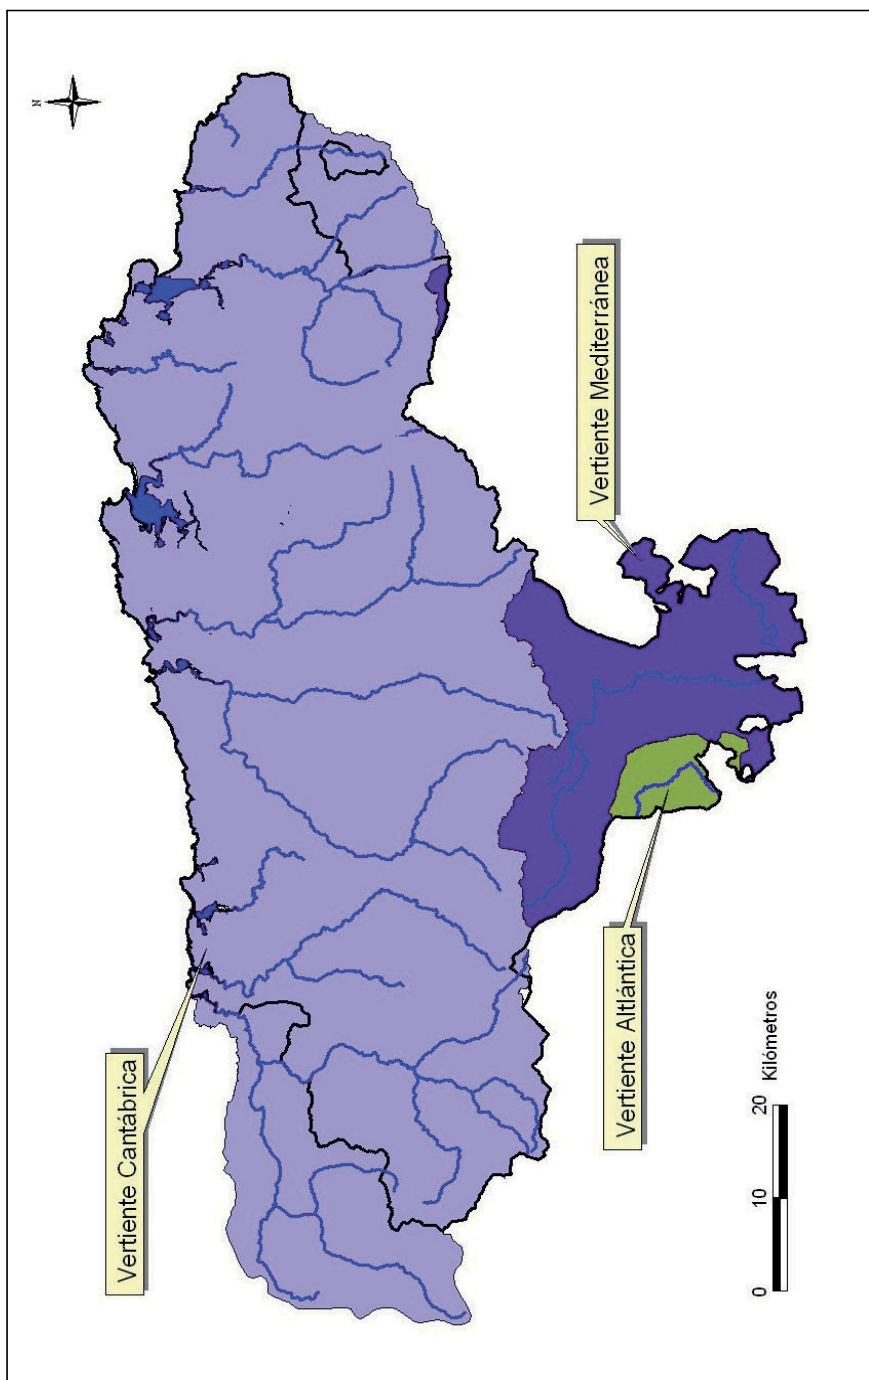 N
Vertiente Cantábrica
Vertiente Mediterránea
Vertiente Altlántica
0 10 20 Kilómetros